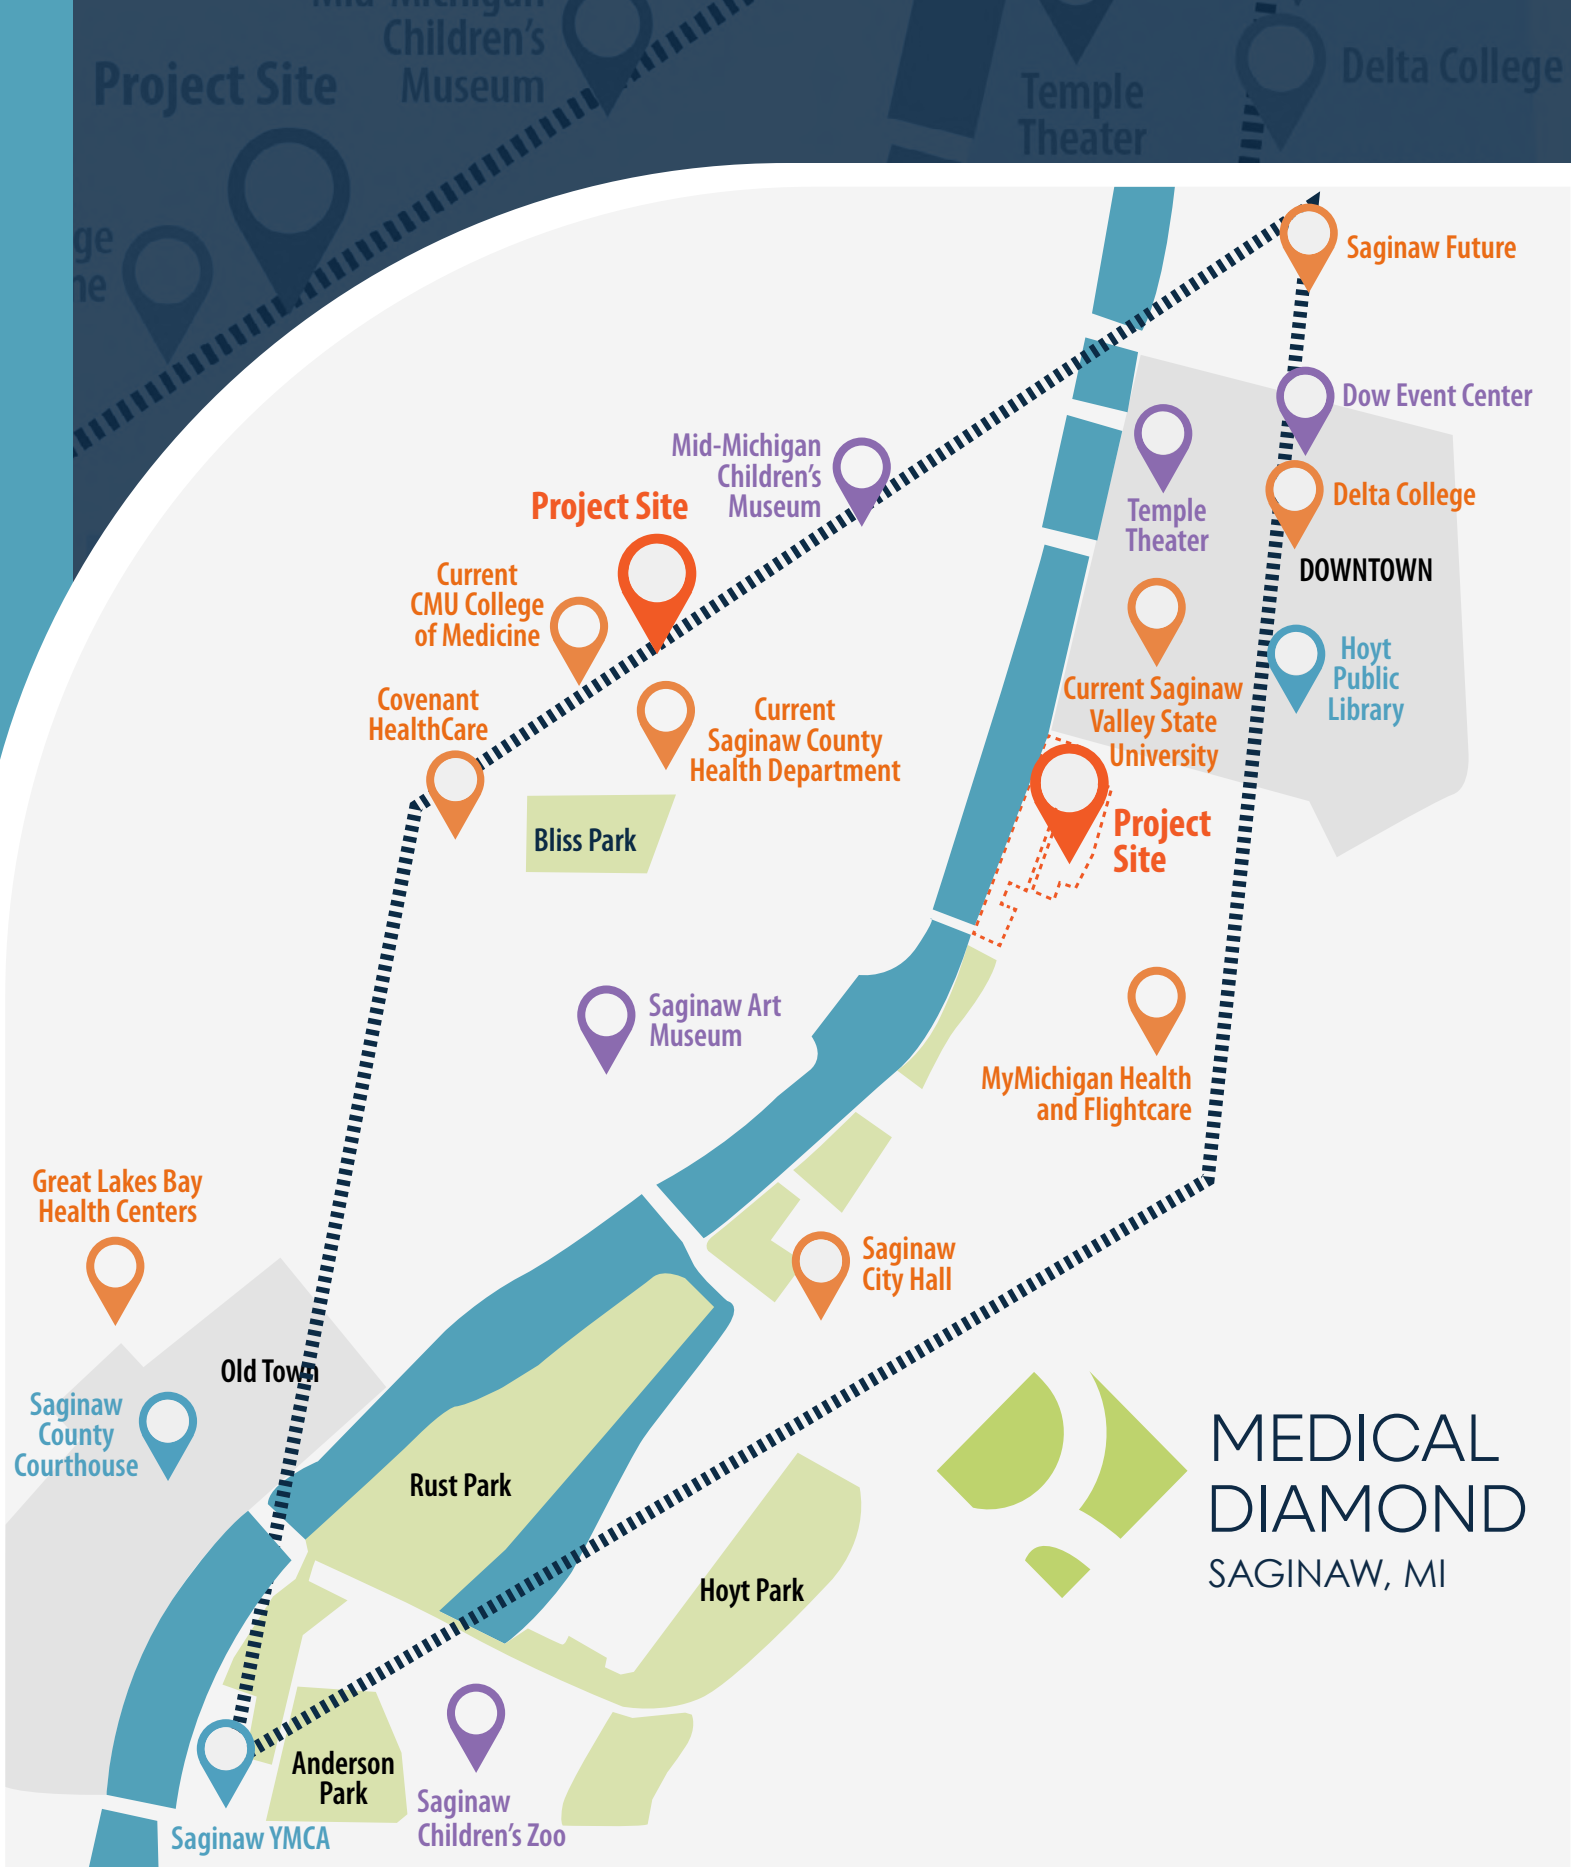 Mid-Michigan
Children's
Museum
Project Site
Temple
Theater
Delta College
Saginaw Future
Dow Event Center
Mid-Michigan
Children's
Museum
Project Site
Temple
Theater
Delta College
DOWNTOWN
Current
CMU College
of Medicine
Hoyt
Public
Library
Covenant
HealthCare
Current
Saginaw County
Health Department
Current Saginaw
Valley State
University
Bliss Park
Project
Site
Saginaw Art
Museum
MyMichigan Health
and Flightcare
Great Lakes Bay
Health Centers
Saginaw
City Hall
Old Town
Saginaw
County
Courthouse
Rust Park
MEDICAL
DIAMOND
SAGINAW, MI
Hoyt Park
Anderson
Park
Saginaw
Children's Zoo
Saginaw YMCA